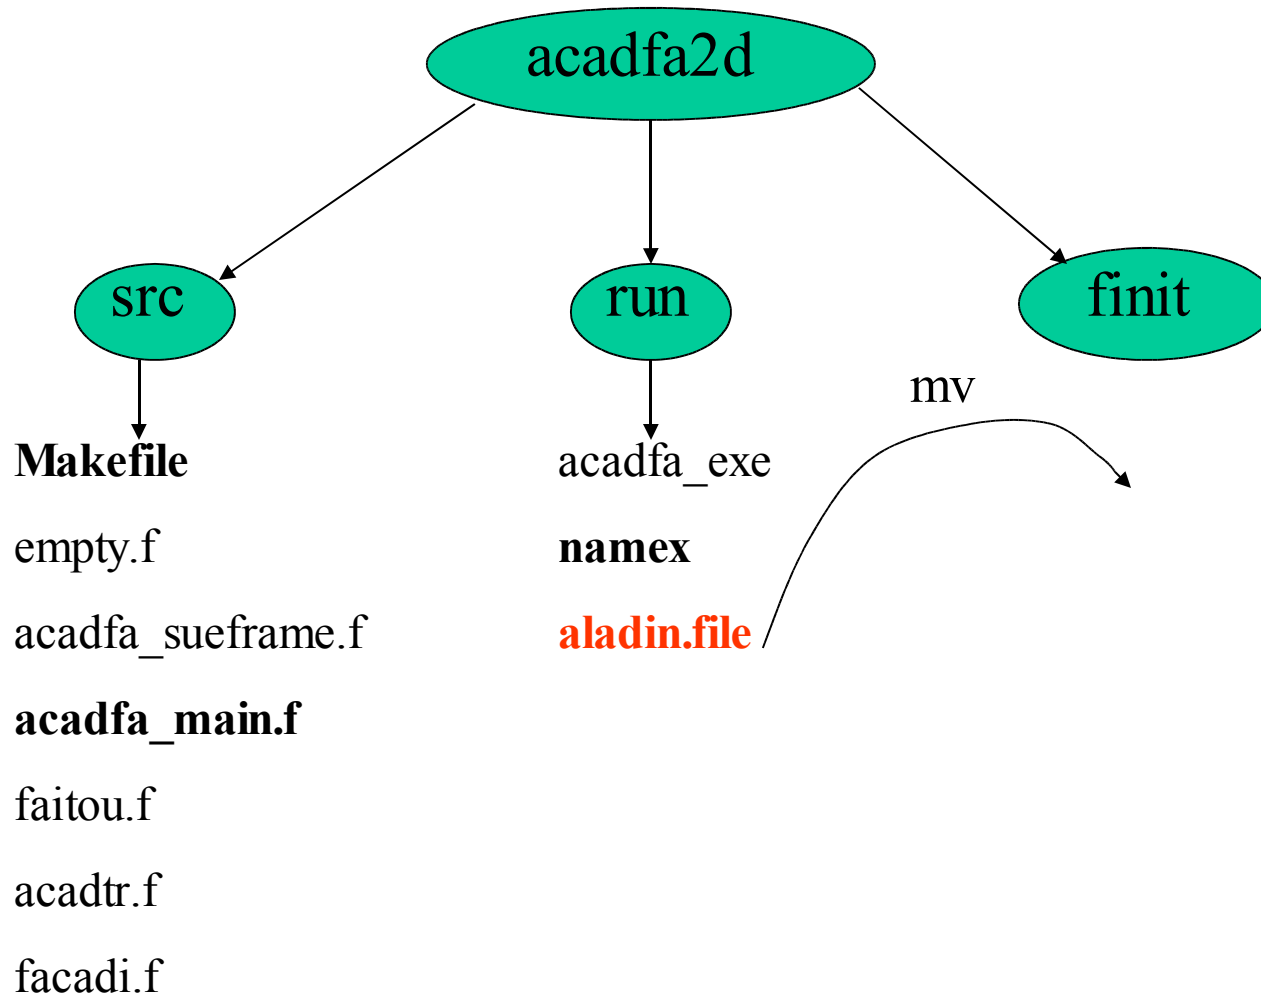 acadfa2d
src
run
finit
mv
Makefile
acadfa_exe
empty.f
namex
acadfa_sueframe.f
aladin.file
acadfa_main.f
faitou.f
acadtr.f
facadi.f